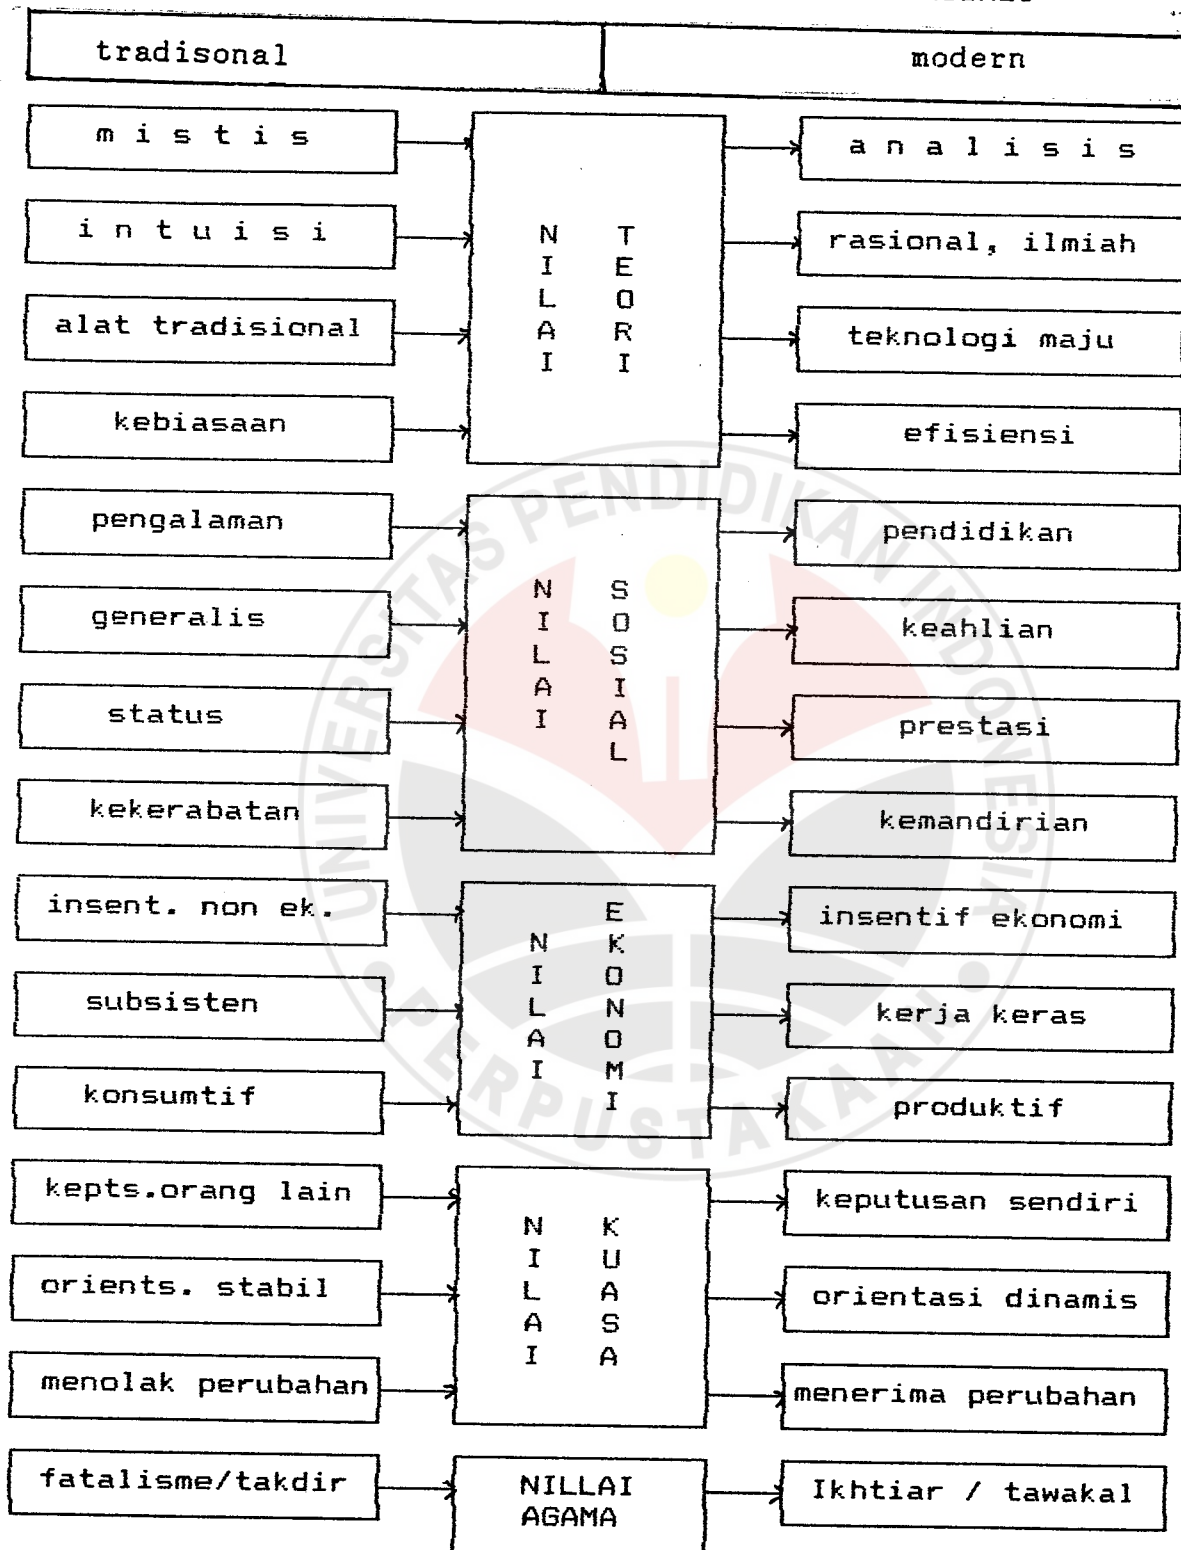 tradisonal modern
m i s t i s
a n a l i s i s
i n t u i s i
rasional, ilmiah
alat tradisional
teknologi maju
kebiasaan
efisiensi
NILAI TEORI
pengalaman
pendidikan
generalis
keahlian
status
prestasi
kekerabatan
kemandirian
NILAI SOSIAL
insent. non ek.
insentif ekonomi
subsisten
kerja keras
konsumtif
produktif
NILAI EKONOMI
kepts.orang lain
keputusan sendiri
orients. stabil
orientasi dinamis
menolak perubahan
menerima perubahan
NILAI KUASA
fatalisme/takdir
NILLAI
AGAMA
Ikhtiar / tawakal
UNIVERSITAS PENDIDIKAN INDONESIA
PERPUSTAKAAN